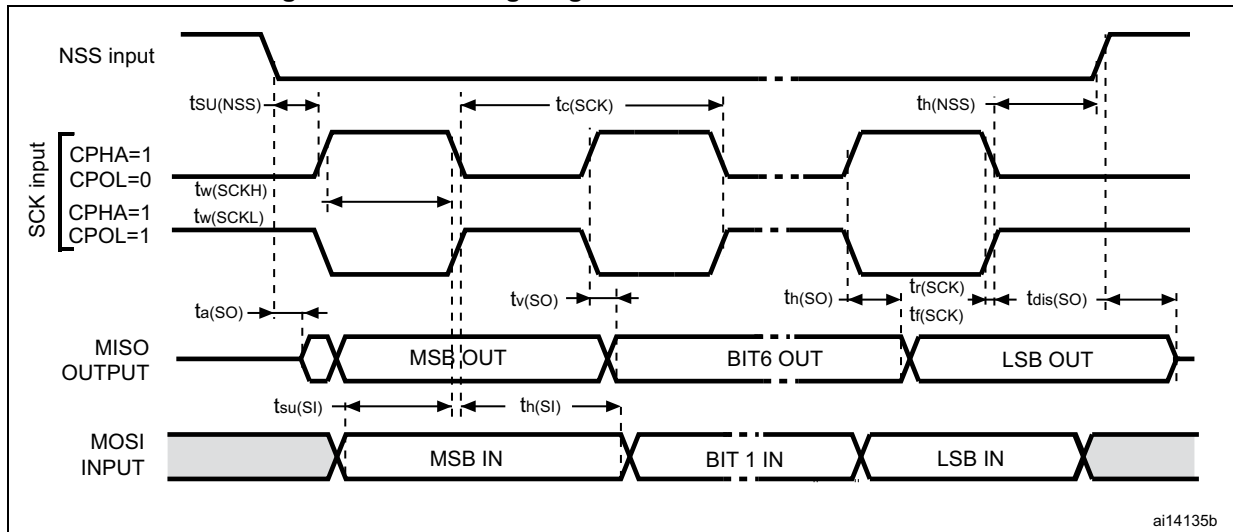 NSS input
tSU(NSS)
tc(SCK)
th(NSS)
SCK input
CPHA=1
CPOL=0
tw(SCKH)
CPHA=1
tw(SCKL)
CPOL=1
ta(SO)
tv(SO)
th(SO)
tr(SCK)
tf(SCK)
tdis(SO)
MISO
OUTPUT
MSB OUT
BIT6 OUT
LSB OUT
tsu(SI)
th(SI)
MOSI
INPUT
MSB IN
BIT 1 IN
LSB IN
ai14135b